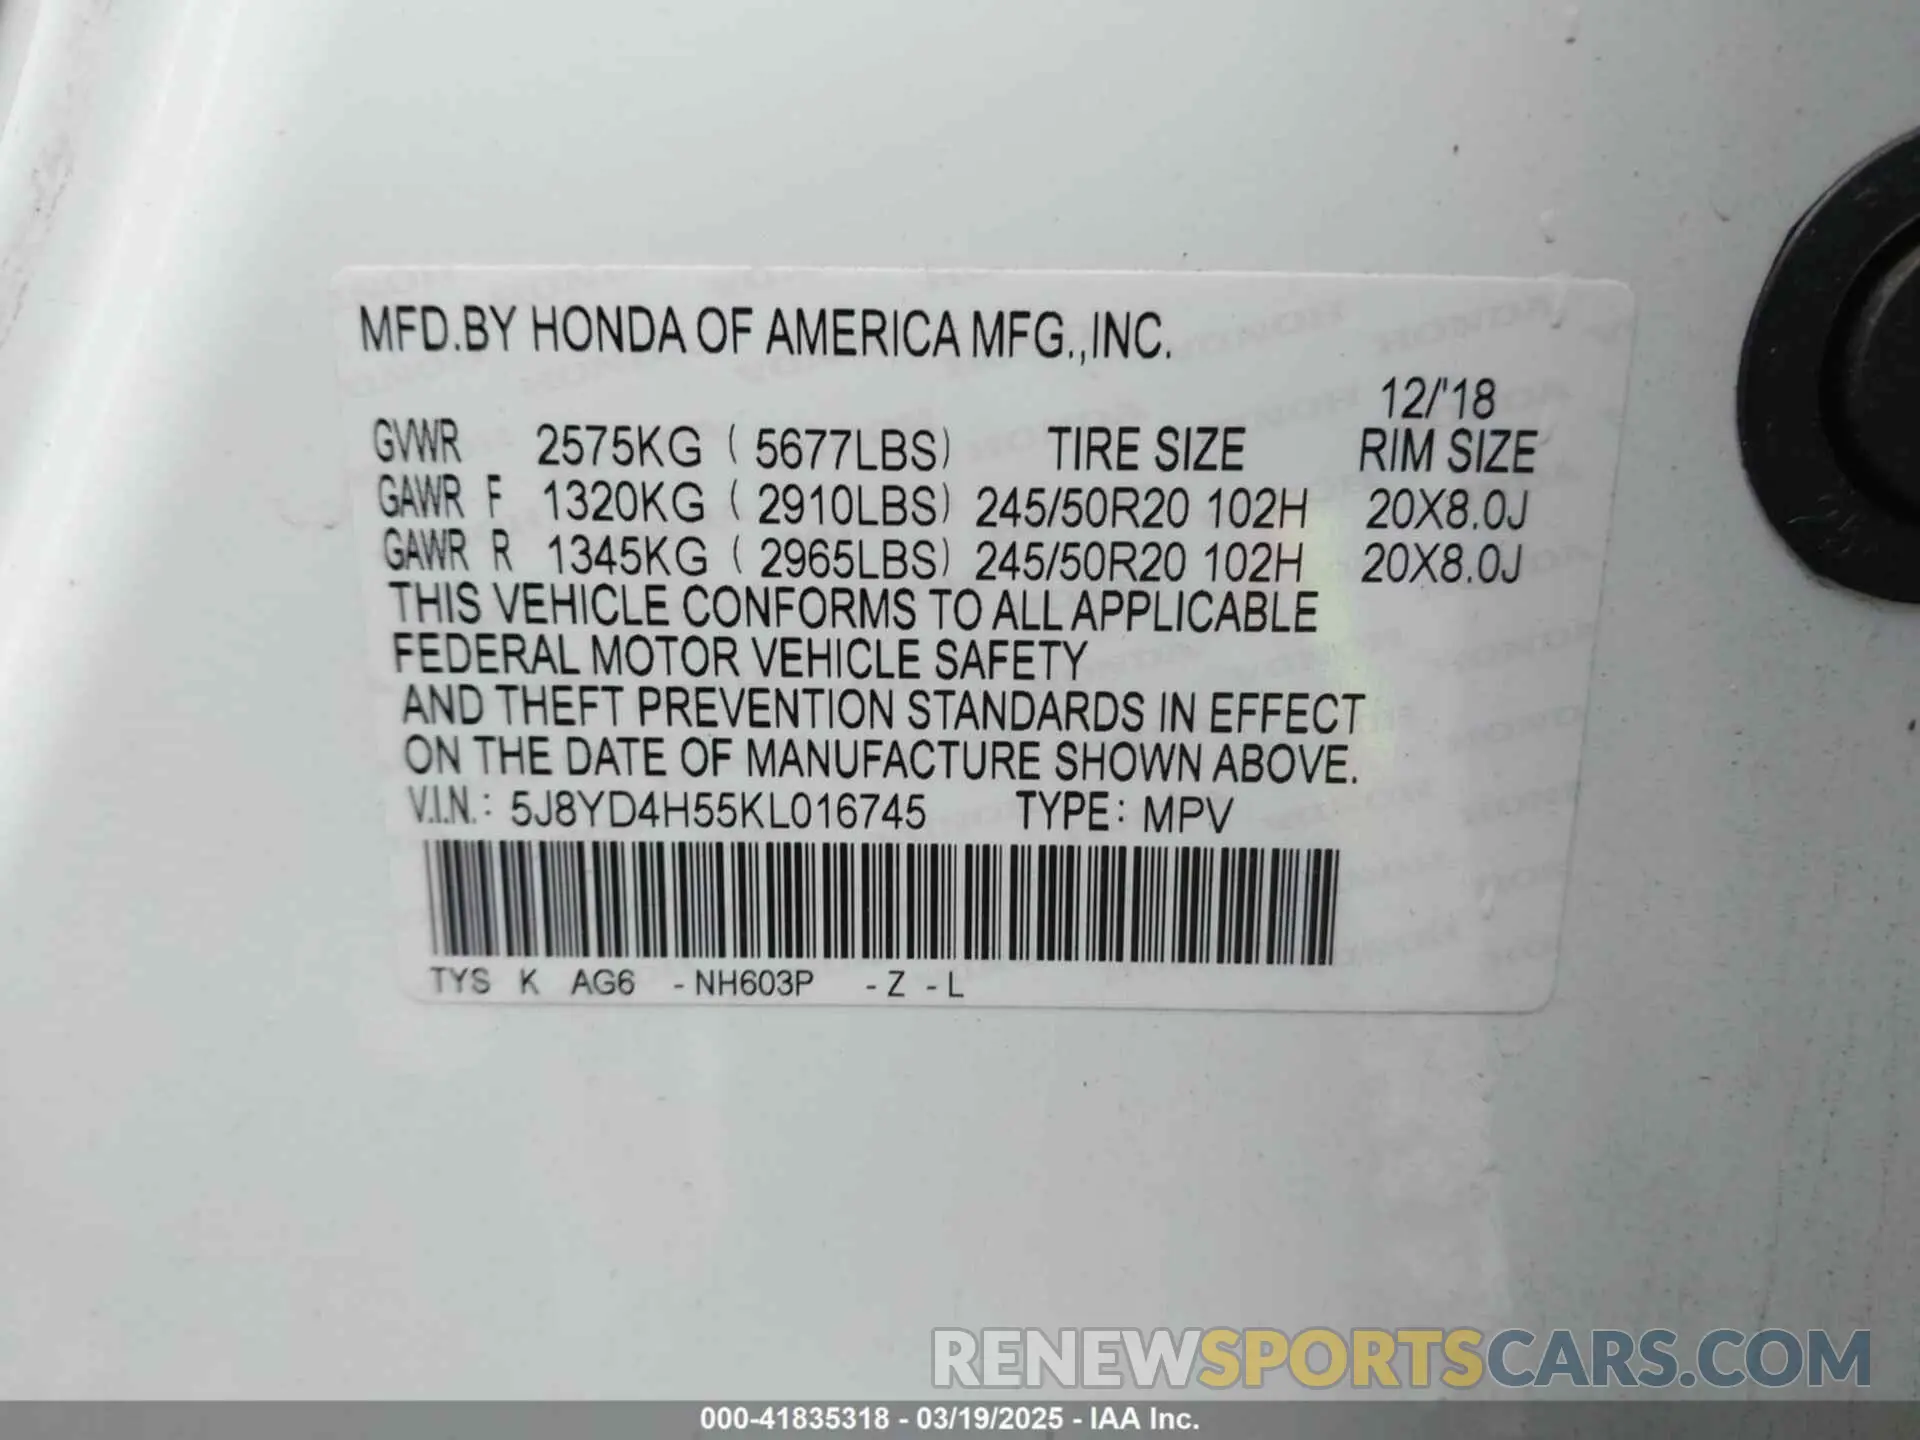 MFD.BY HONDA OF AMERICA MFG.,INC.
12/'18
GVWR 2575KG ( 5677LBS) TIRE SIZE RIM SIZE
GAWR F 1320KG ( 2910LBS) 245/50R20 102H 20X8.0J
GAWR R 1345KG ( 2965LBS) 245/50R20 102H 20X8.0J
THIS VEHICLE CONFORMS TO ALL APPLICABLE
FEDERAL MOTOR VEHICLE SAFETY
AND THEFT PREVENTION STANDARDS IN EFFECT
ON THE DATE OF MANUFACTURE SHOWN ABOVE.
V.I.N.: 5J8YD4H55KL016745 TYPE: MPV
TYS K AG6 -NH603P -Z -L
RENEWSPORTSCARS.COM
000-41835318 - 03/19/2025 - IAA Inc.